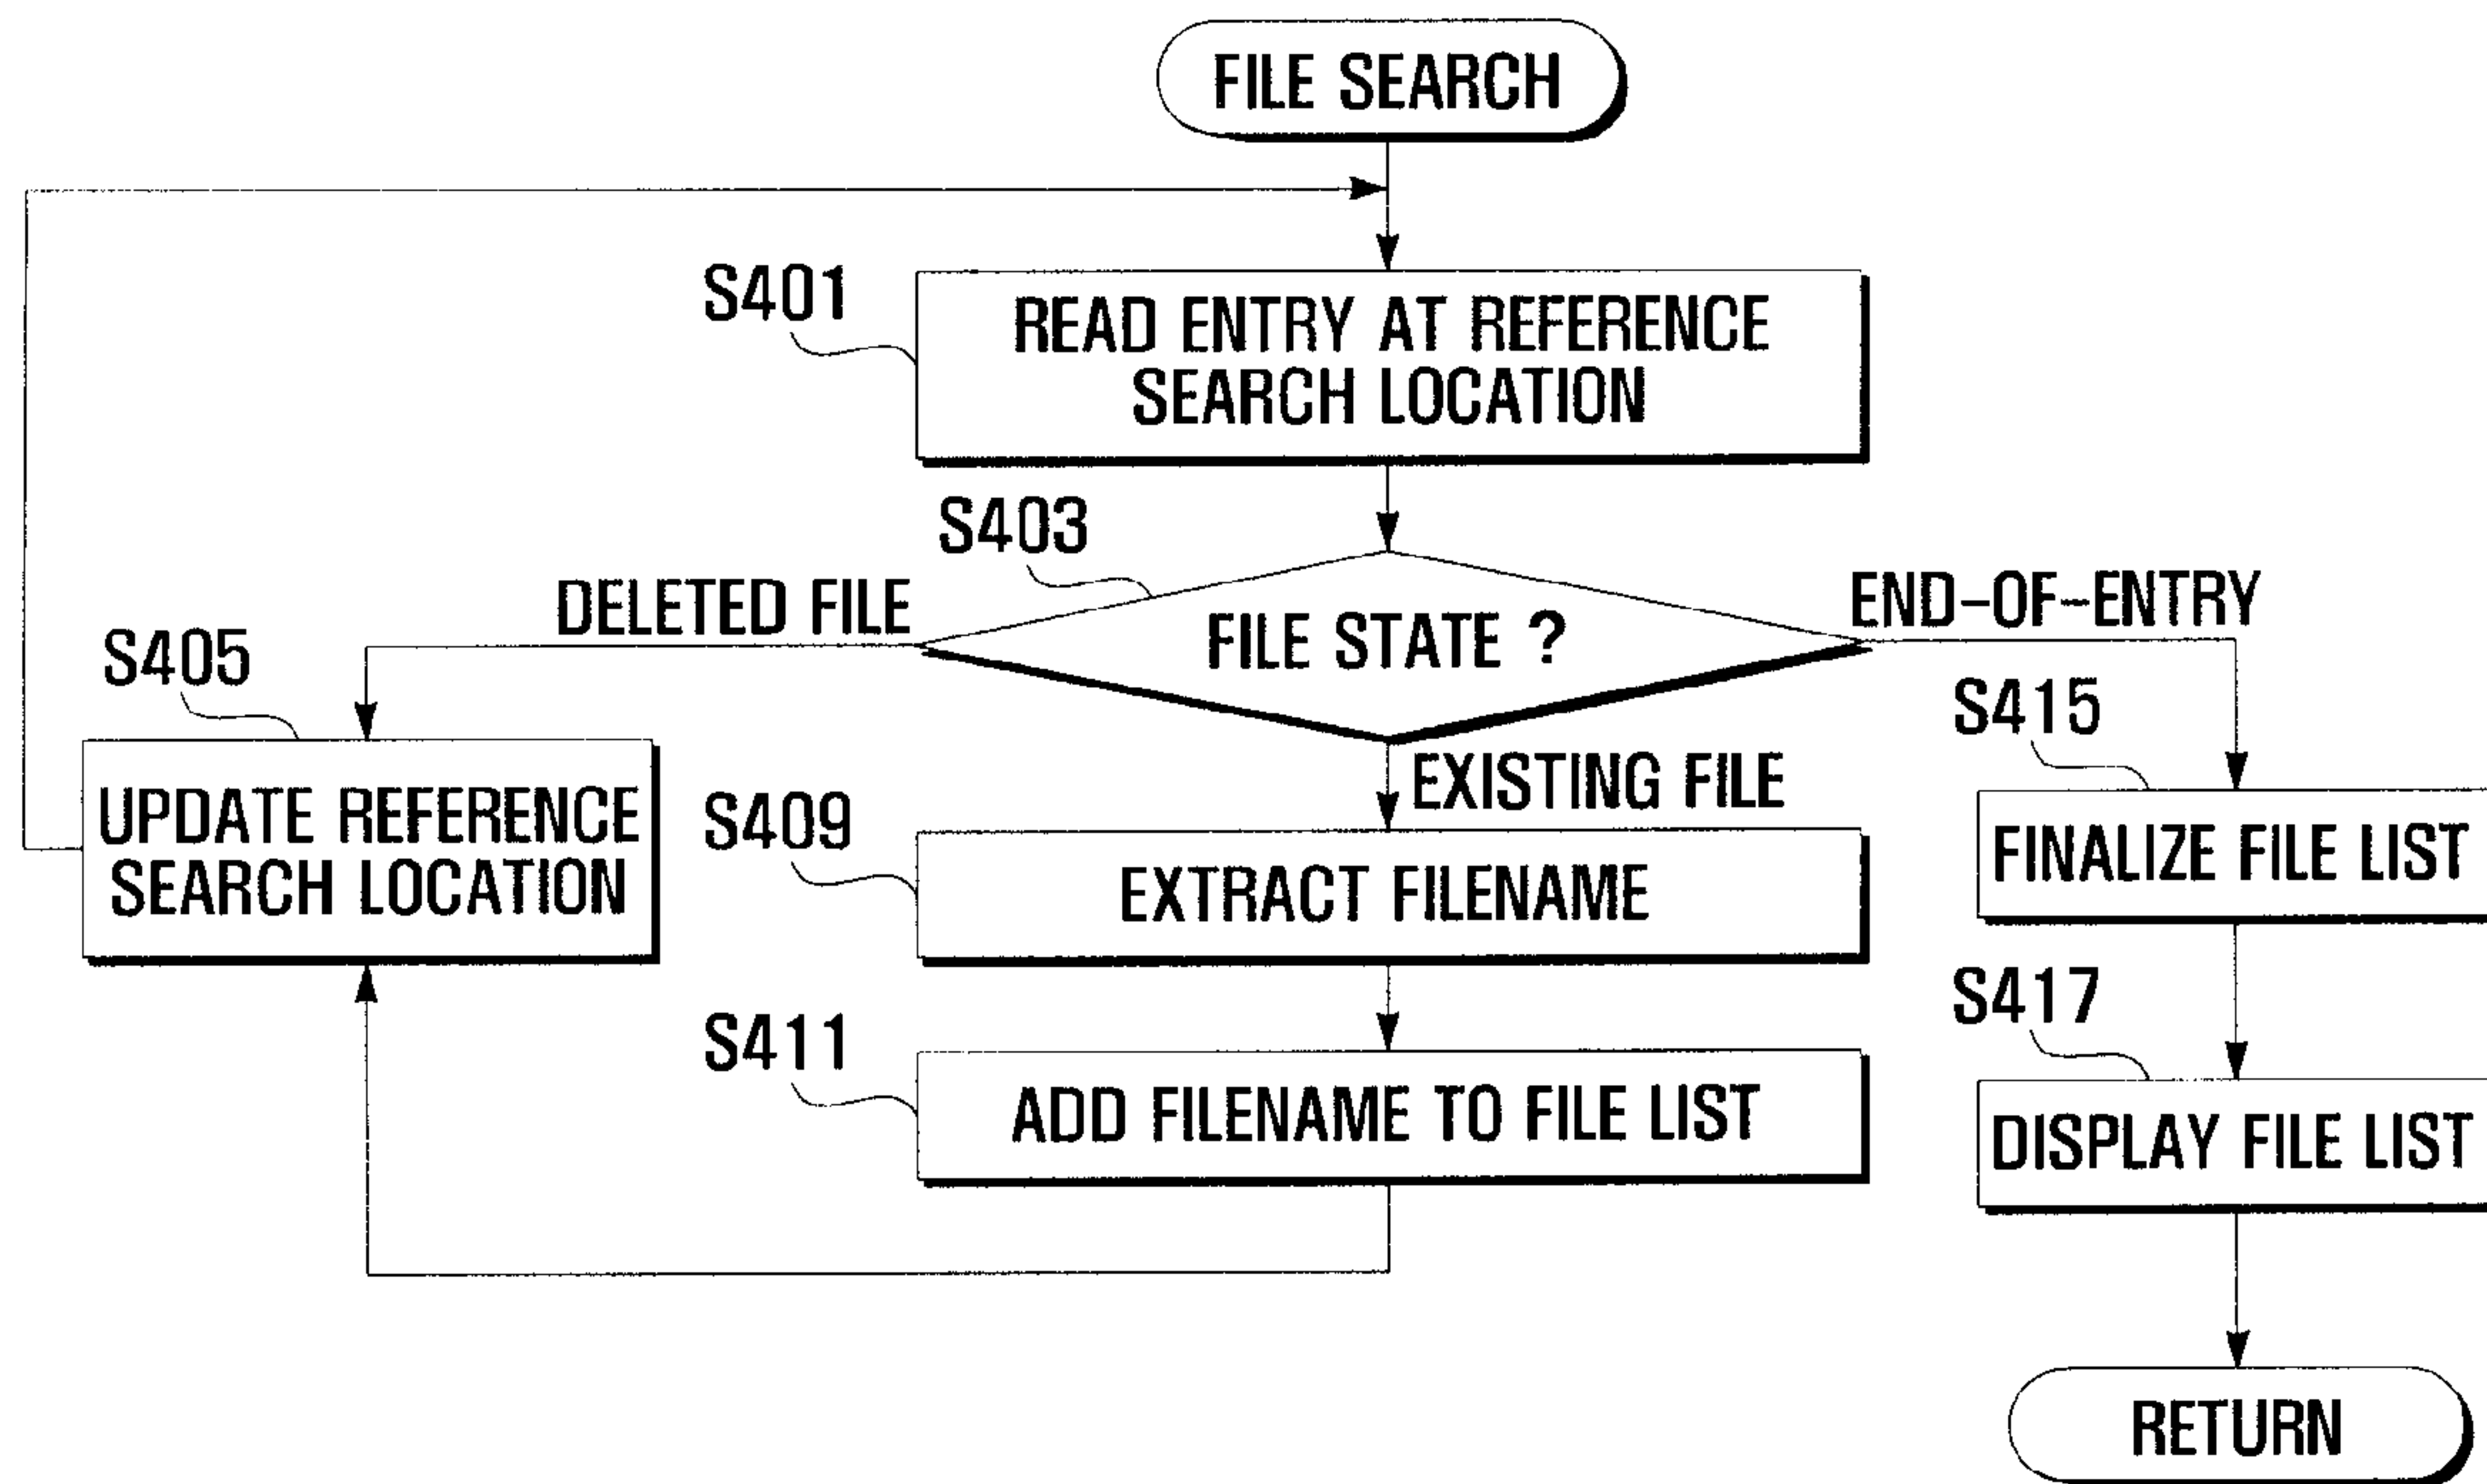 FILE SEARCH
S401
READ ENTRY AT REFERENCE
SEARCH LOCATION
S403
DELETED FILE
FILE STATE ?
END-OF-ENTRY
S405
UPDATE REFERENCE
SEARCH LOCATION
EXISTING FILE
S409
EXTRACT FILENAME
S411
ADD FILENAME TO FILE LIST
S415
FINALIZE FILE LIST
S417
DISPLAY FILE LIST
RETURN